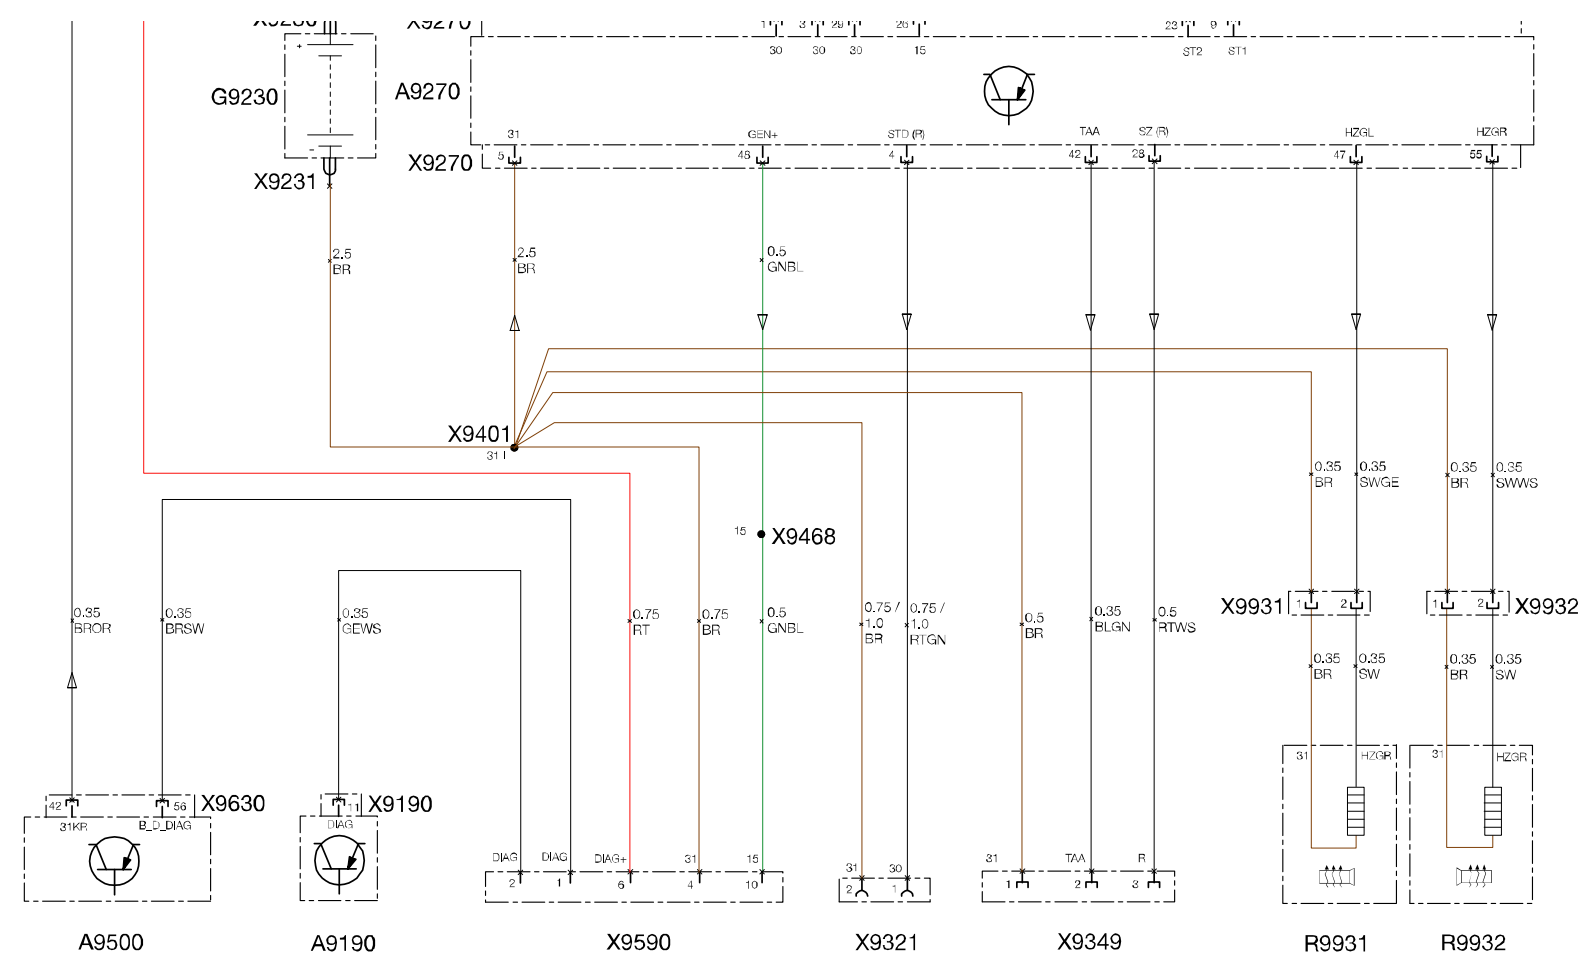 X9230 X9270 1 3 29 26 23 9
+ 30 30 30 15 ST2 ST1
G9230 A9270
31 GEN+ STD (R) TAA SZ (R) HZGL HZGR
- X9270 5 46 4 42 28 47 55
X9231
2.5 2.5 0.5
BR BR GNBL
X9401
31 I
0.35 0.35 0.35 0.35
BR SWGE BR SWWS
15 X9468
X9931 1 2 1 2 X9932
0.35 0.35 0.35 0.75 0.75 0.5 0.75 / 0.75 / 0.5 0.35 0.5
BROR BRSW GEWS RT BR GNBL 1.0 1.0 BR BLGN RTWS
BR RTGN
0.35 0.35 0.35 0.35
BR SW BR SW
31 HZGR 31 HZGR
42 56 X9630 11 X9190
31KR B_D_DIAG DIAG
DIAG DIAG DIAG+ 31 15 31 30 31 TAA R
2 1 6 4 10 2 1 1 2 3
A9500 A9190 X9590 X9321 X9349 R9931 R9932